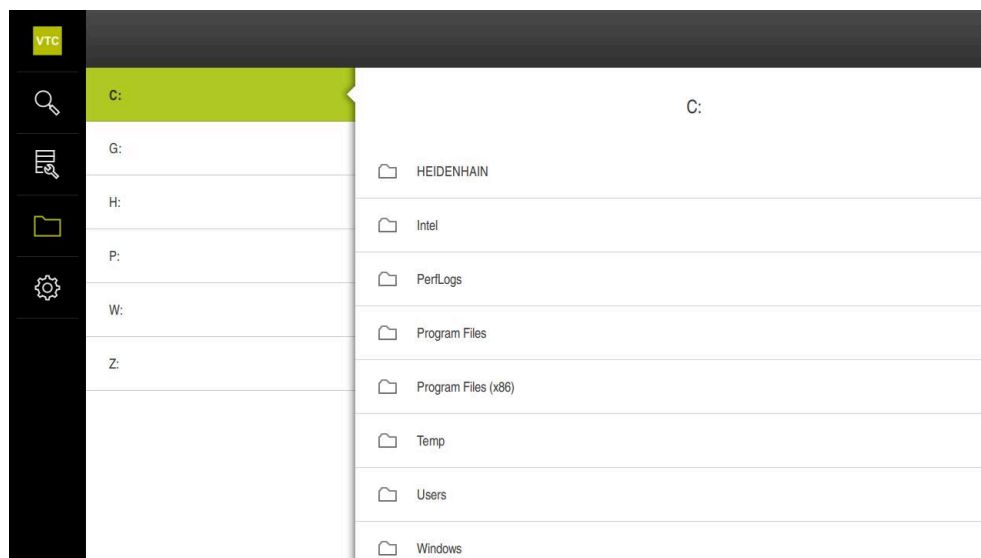 VTC
C:
G:
H:
P:
W:
Z:
C:
HEIDENHAIN
Intel
PerfLogs
Program Files
Program Files (x86)
Temp
Users
Windows